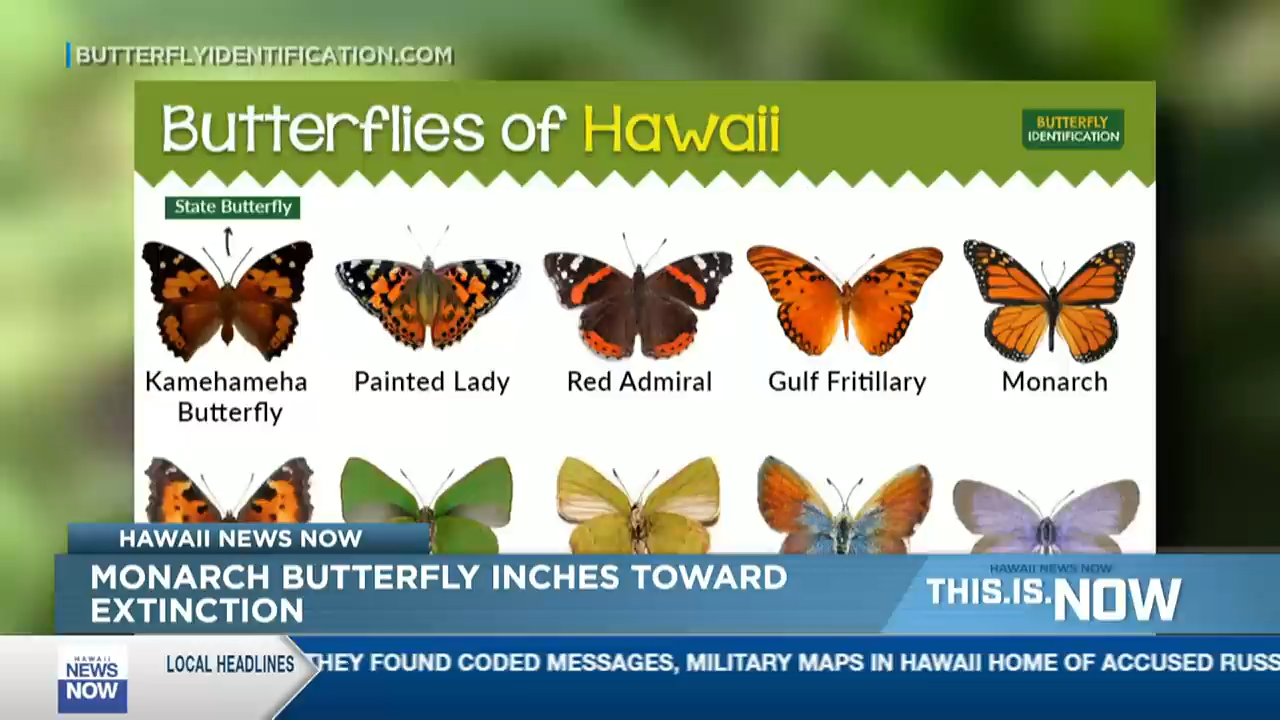 BUTTERFLYIDENTIFICATION.COM
Butterflies of Hawaii
BUTTERFLY
IDENTIFICATION
State Butterfly
Kamehameha
Butterfly
Painted Lady
Red Admiral
Gulf Fritillary
Monarch
HAWAII NEWS NOW
MONARCH BUTTERFLY INCHES TOWARD
EXTINCTION
HAWAII NEWS NOW
THIS.IS.NOW
HAWAII
NEWS
NOW
LOCAL HEADLINES
THEY FOUND CODED MESSAGES, MILITARY MAPS IN HAWAII HOME OF ACCUSED RUSS